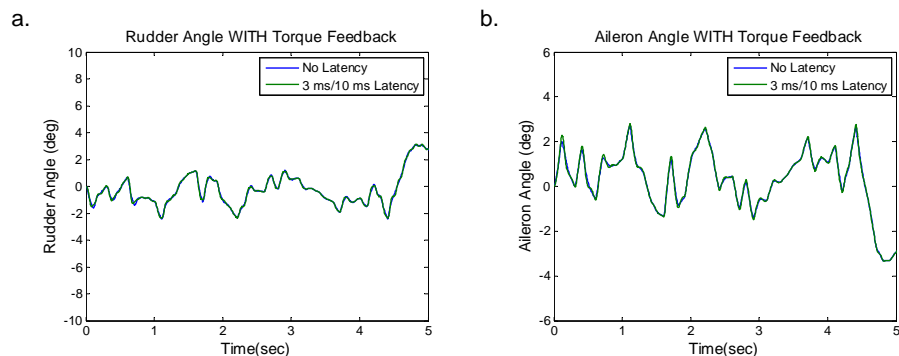 a.
Rudder Angle WITH Torque Feedback
10
8
6
4
2
0
-2
-4
-6
-8
-10
Rudder Angle (deg)
No Latency
3 ms/10 ms Latency
0
1
2
3
4
5
Time(sec)
b.
Aileron Angle WITH Torque Feedback
6
4
2
0
-2
-4
-6
Aileron Angle (deg)
No Latency
3 ms/10 ms Latency
0
1
2
3
4
5
Time(sec)